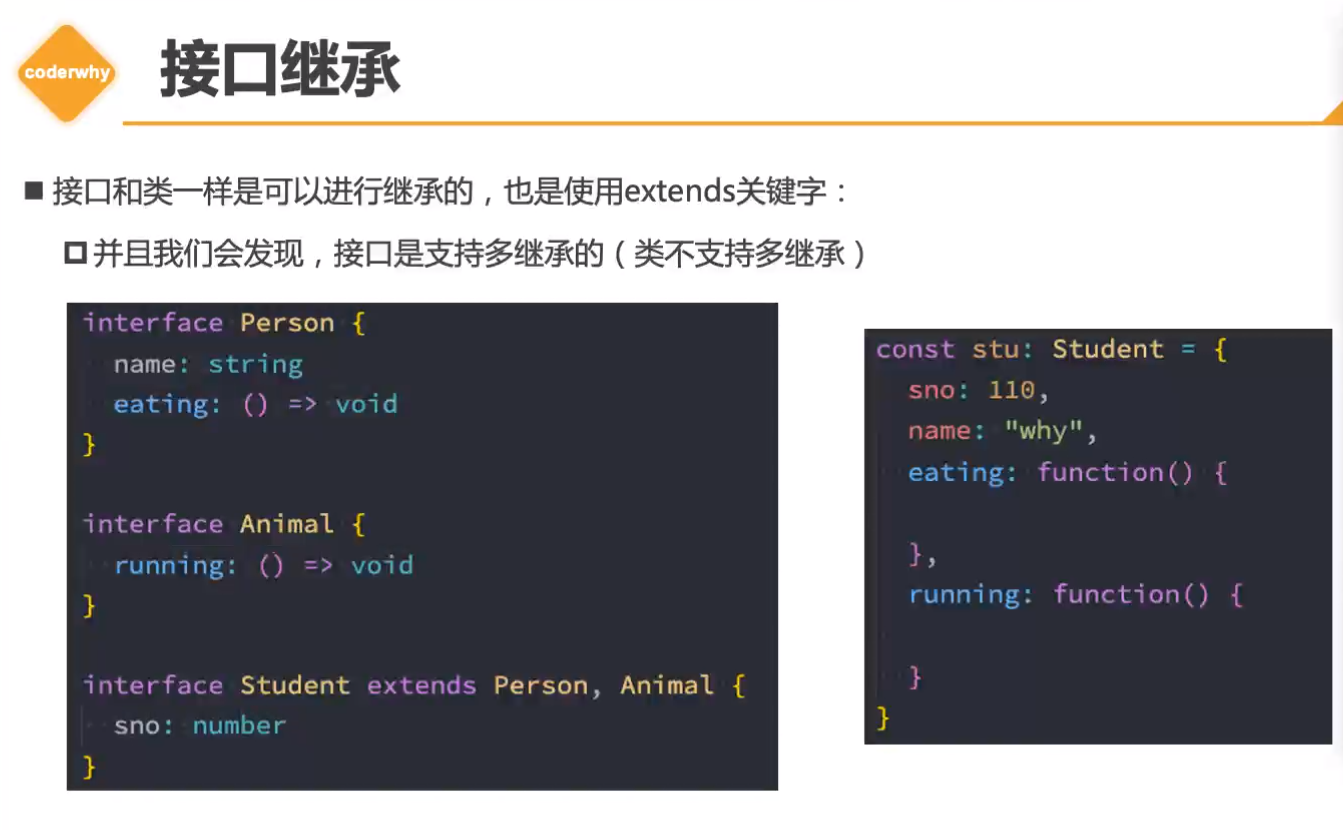 coderwhy
接口继承
接口和类一样是可以进行继承的，也是使用extends关键字：
并且我们会发现，接口是支持多继承的（类不支持多继承）
interface Person {
  name: string
  eating: () => void
}
interface Animal {
  running: () => void
}
interface Student extends Person, Animal {
  sno: number
}
const stu: Student = {
  sno: 110,
  name: "why",
  eating: function() {
  },
  running: function() {
  }
}